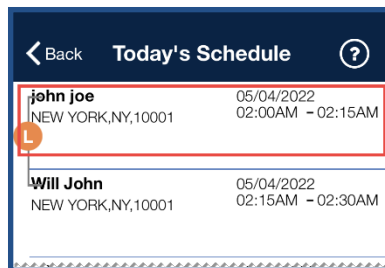 Back Today's Schedule ?
john joe 05/04/2022
NEW YORK,NY,10001 02:00AM - 02:15AM
L
Will John 05/04/2022
NEW YORK,NY,10001 02:15AM - 02:30AM